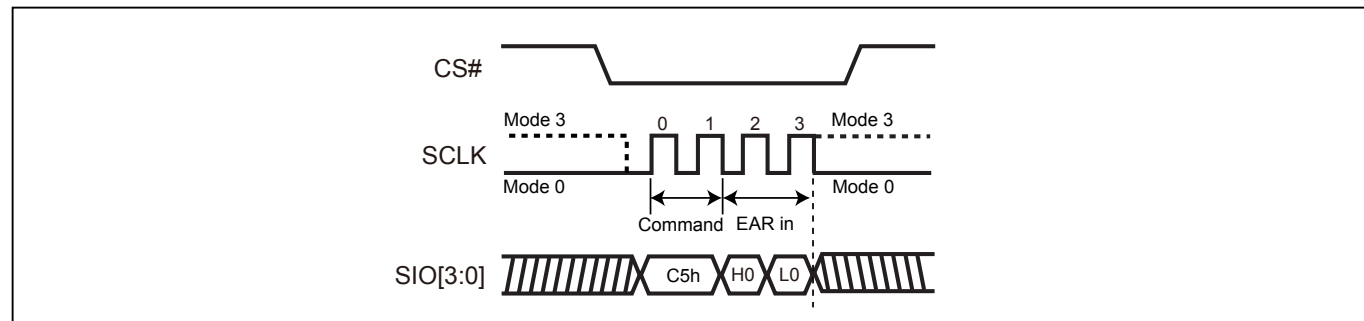 CS#
Mode 3
0 1 2 3
Mode 3
SCLK
Mode 0
Mode 0
Command
EAR in
SIO[3:0]
C5h
H0
L0